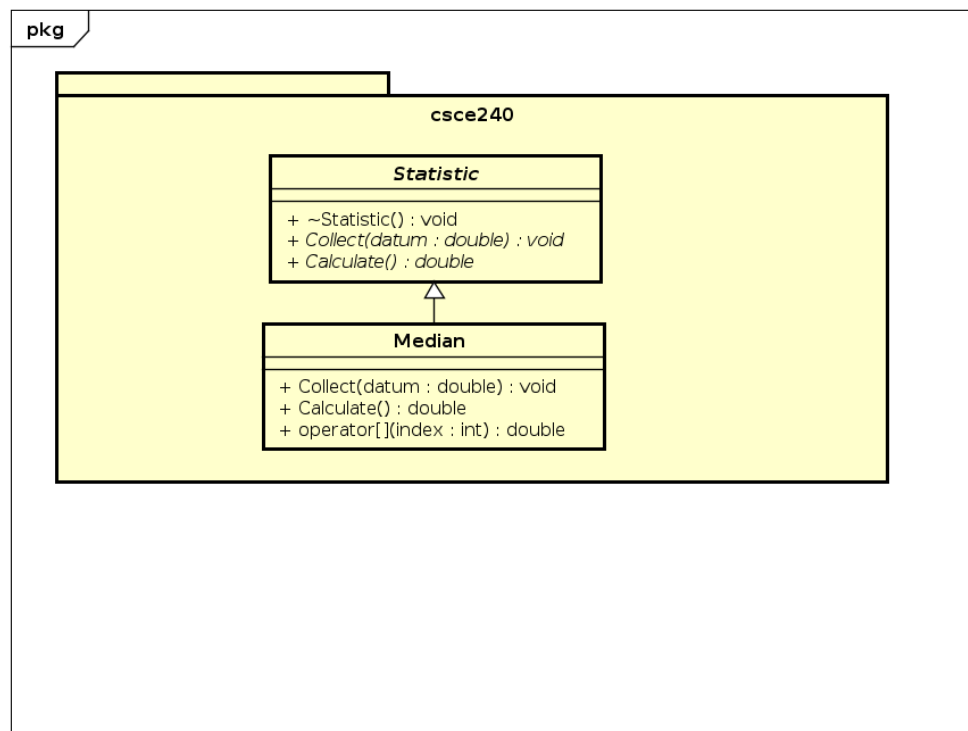 pkg
csce240
Statistic
+ ~Statistic() : void
+ Collect(datum : double) : void
+ Calculate() : double
Median
+ Collect(datum : double) : void
+ Calculate() : double
+ operator[](index : int) : double